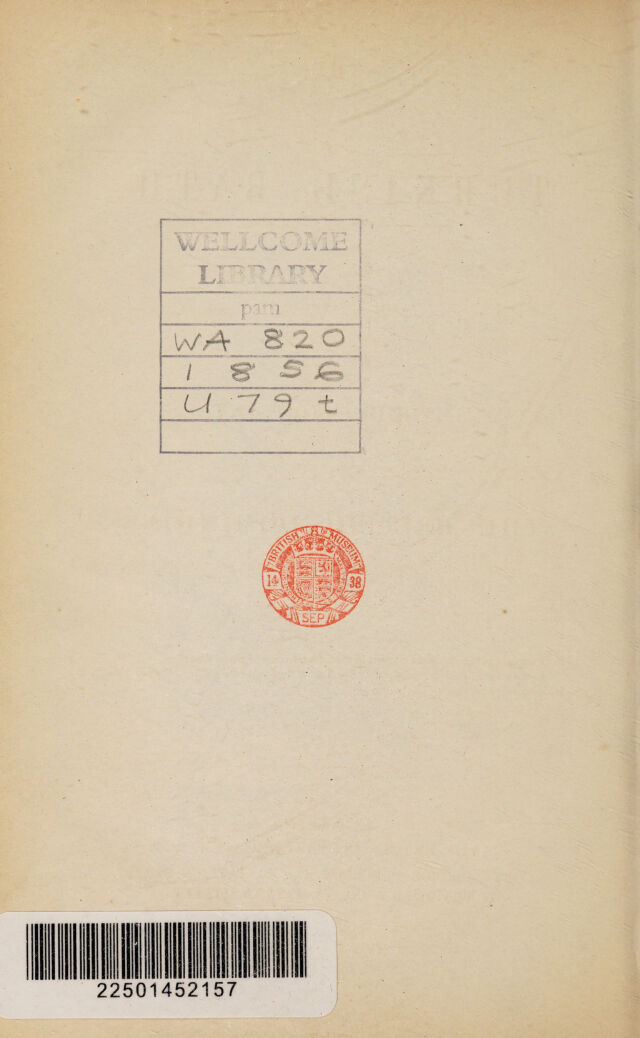 WELLCOME
LIBRARY
pam
WA 820
1856
U79t
BRITISH MUSEUM
14 38
SEP
22501452157